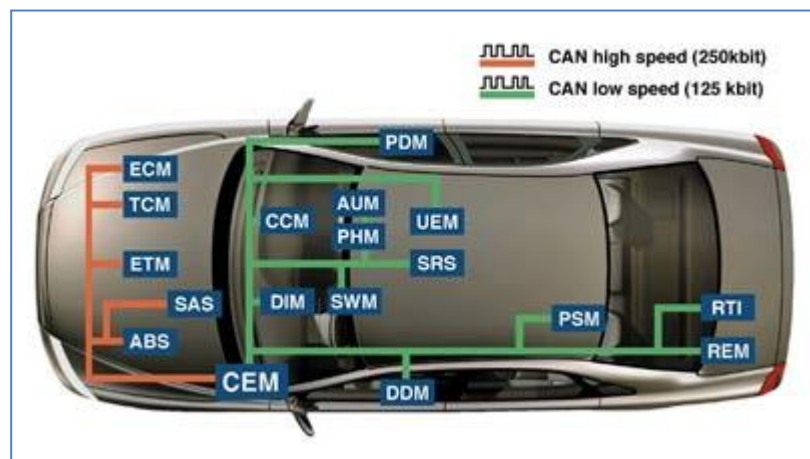 CAN high speed (250kbit)
CAN low speed (125 kbit)
PDM
ECM
TCM
AUM
CCM
UEM
PHM
ETM
SRS
SAS
DIM
SWM
PSM
RTI
ABS
REM
CEM
DDM